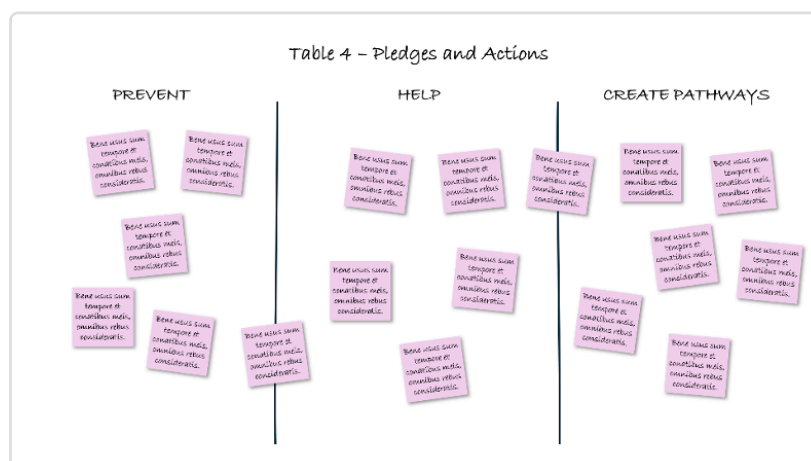 Table 4 – Pledges and Actions
PREVENT
Bene usus sum
tempore et
conatibus meis,
omnibus rebus
consideratis.
Bene usus sum
tempore et
conatibus meis,
omnibus rebus
consideratis.
Bene usus sum
tempore et
conatibus meis,
omnibus rebus
consideratis.
Bene usus sum
tempore et
conatibus meis,
omnibus rebus
consideratis.
Bene usus sum
tempore et
conatibus meis,
omnibus rebus
consideratis.
Bene usus sum
tempore et
conatibus meis,
omnibus rebus
consideratis.
HELP
Bene usus sum
tempore et
conatibus meis,
omnibus rebus
consideratis.
Bene usus sum
tempore et
conatibus meis,
omnibus rebus
consideratis.
Bene usus sum
tempore et
conatibus meis,
omnibus rebus
consideratis.
Bene usus sum
tempore et
conatibus meis,
omnibus rebus
consideratis.
Bene usus sum
tempore et
conatibus meis,
omnibus rebus
consideratis.
Bene usus sum
tempore et
conatibus meis,
omnibus rebus
consideratis.
CREATE PATHWAYS
Bene usus sum
tempore et
conatibus meis,
omnibus rebus
consideratis.
Bene usus sum
tempore et
conatibus meis,
omnibus rebus
consideratis.
Bene usus sum
tempore et
conatibus meis,
omnibus rebus
consideratis.
Bene usus sum
tempore et
conatibus meis,
omnibus rebus
consideratis.
Bene usus sum
tempore et
conatibus meis,
omnibus rebus
consideratis.
Bene usus sum
tempore et
conatibus meis,
omnibus rebus
consideratis.